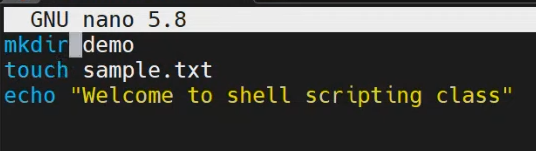 GNU nano 5.8
mkdir demo
touch sample.txt
echo "Welcome to shell scripting class"